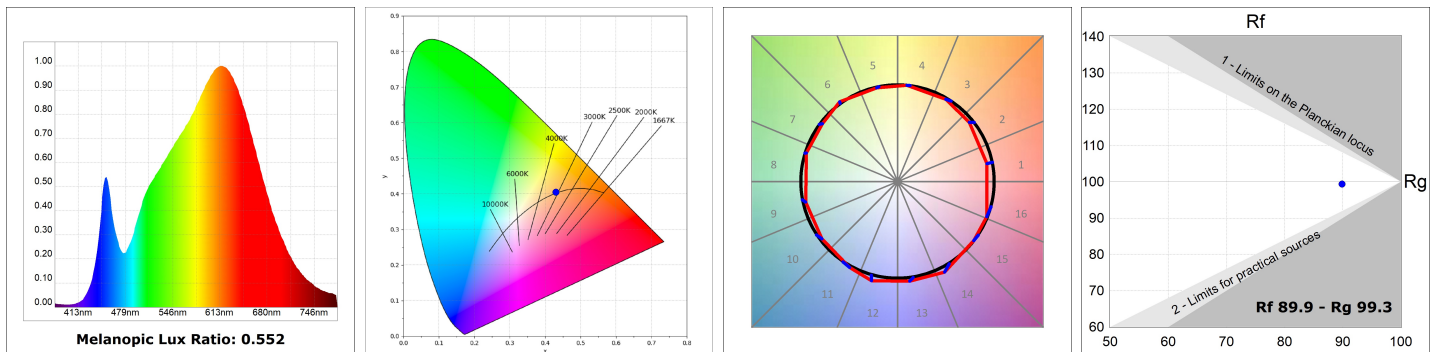 1.00
0.90
0.80
0.70
0.60
0.50
0.40
0.30
0.20
0.10
0.00
413nm 479nm 546nm 613nm 680nm 746nm
Melanopic Lux Ratio: 0.552
0.9
0.8
0.7
0.6
0.5
0.4
0.3
0.2
0.1
0.0
y
0.0 0.1 0.2 0.3 0.4 0.5 0.6 0.7 0.8
x
10000K
6000K
4000K
3000K
2500K
2000K
1667K
1
2
3
4
5
6
7
8
9
10
11
12
13
14
15
16
Rf
140
130
120
110
100
90
80
70
60
50 60 70 80 90 100
Rg
1 - Limits on the Planckian locus
2 - Limits for practical sources
Rf 89.9 - Rg 99.3